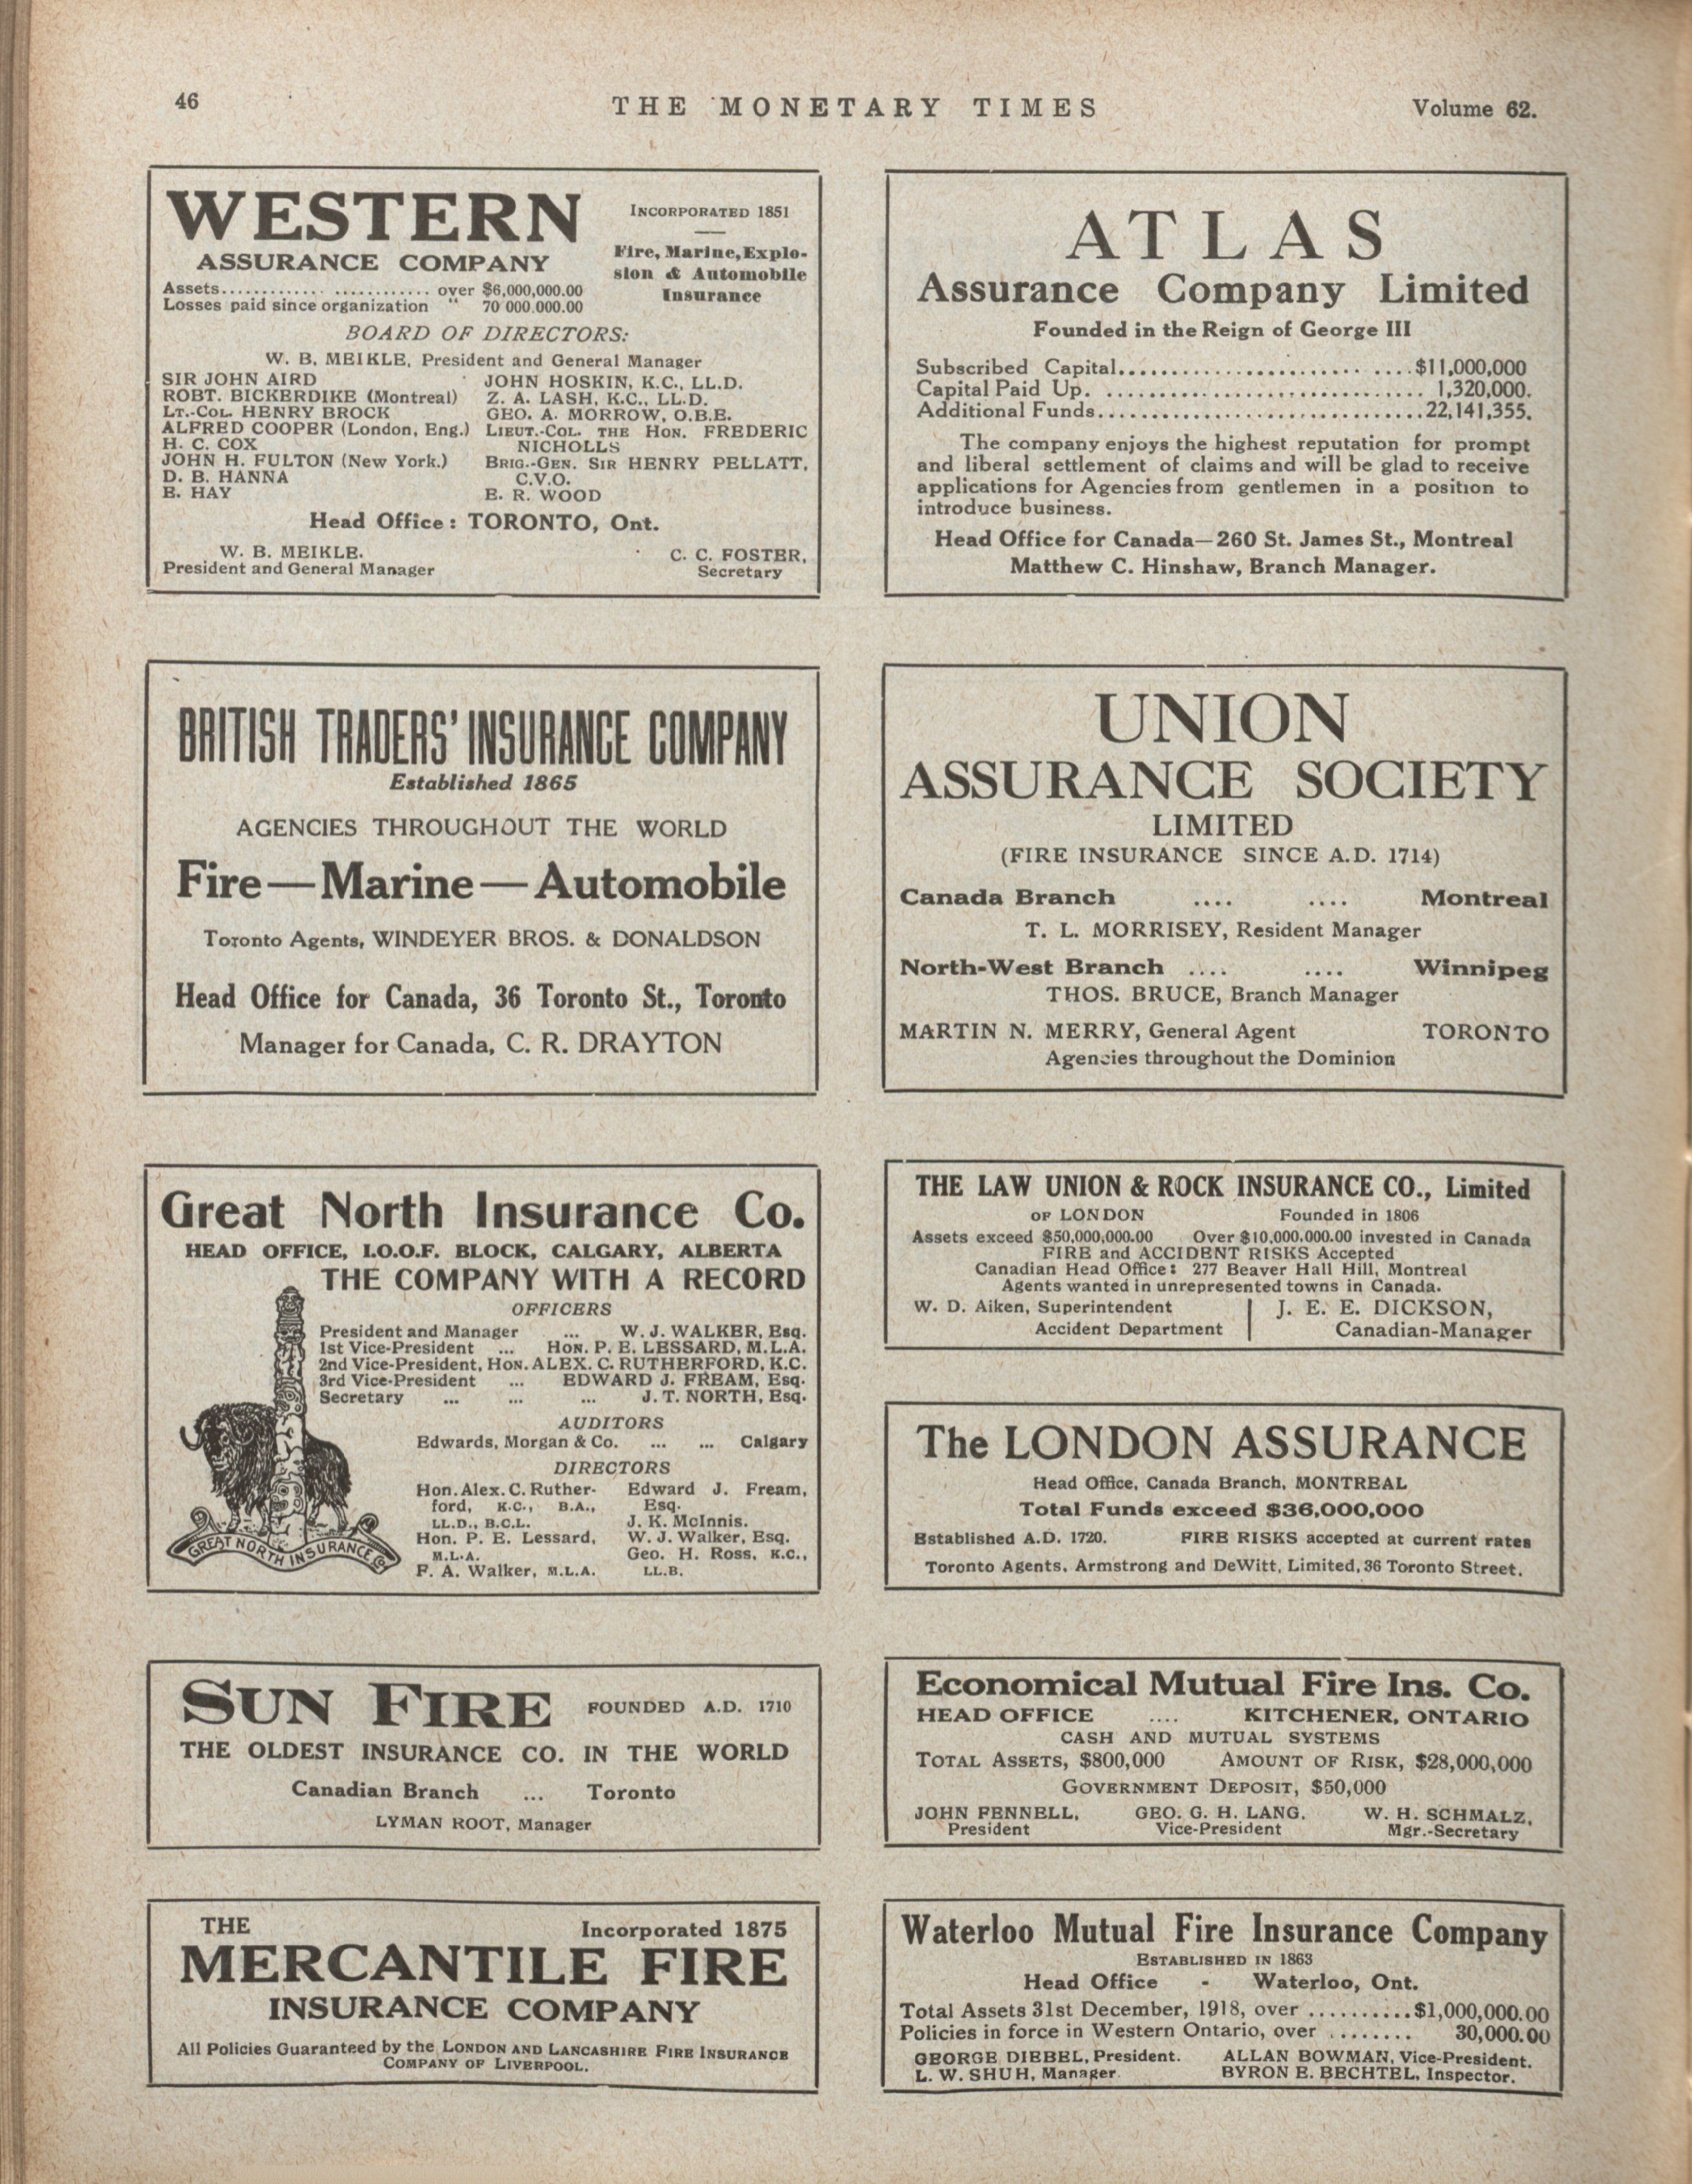 46
THE MONETARY TIMES
Volume 62.
WESTERN
ASSURANCE COMPANY
INCORPORATED 1851
Fire, Marine, Explo-
sion & Automobile
Insurance
Assets............ ............ over $6,000,000.00
Losses paid since organization " 70 000.000.00
BOARD OF DIRECTORS:
W. B. MEIKLE, President and General Manager
SIR JOHN AIRD
ROBT. BICKERDIKE (Montreal)
LT.-COL. HENRY BROCK
ALFRED COOPER (London, Eng.)
H. C. COX
JOHN H. FULTON (New York.)
D. B. HANNA
E. HAY
JOHN HOSKIN, K.C., LL.D.
Z. A. LASH, K.C., LL.D.
GEO. A. MORROW, O.B.E.
LIEUT.-COL. THE HON. FREDERIC
NICHOLLS
BRIG.-GEN. SIR HENRY PELLATT,
C.V.O.
E. R. WOOD
Head Office: TORONTO, Ont.
W. B. MEIKLE.
President and General Manager
C. C. FOSTER,
Secretary
ATLAS
Assurance Company Limited
Founded in the Reign of George III
Subscribed Capital............................$11,000,000
Capital Paid Up. .............................. 1,320,000.
Additional Funds..............................22,141,355.
The company enjoys the highest reputation for prompt
and liberal settlement of claims and will be glad to receive
applications for Agencies from gentlemen in a position to
introduce business.
Head Office for Canada—260 St. James St., Montreal
Matthew C. Hinshaw, Branch Manager.
BRITISH TRADERS' INSURANCE COMPANY
Established 1865
AGENCIES THROUGHOUT THE WORLD
Fire—Marine—Automobile
Toronto Agents, WINDEYER BROS. & DONALDSON
Head Office for Canada, 36 Toronto St., Toronto
Manager for Canada, C. R. DRAYTON
UNION
ASSURANCE SOCIETY
LIMITED
(FIRE INSURANCE SINCE A.D. 1714)
Canada Branch .... .... Montreal
T. L. MORRISEY, Resident Manager
North-West Branch .... .... Winnipeg
THOS. BRUCE, Branch Manager
MARTIN N. MERRY, General Agent TORONTO
Agencies throughout the Dominion
Great North Insurance Co.
HEAD OFFICE, I.O.O.F. BLOCK, CALGARY, ALBERTA
THE COMPANY WITH A RECORD
OFFICERS
President and Manager ... W. J. WALKER, Esq.
1st Vice-President ... HON. P. E. LESSARD, M.L.A.
2nd Vice-President, HON. ALEX. C. RUTHERFORD, K.C.
3rd Vice-President ... EDWARD J. FREAM, Esq.
Secretary ... ... ... J. T. NORTH, Esq.
AUDITORS
Edwards, Morgan & Co. ... ... Calgary
DIRECTORS
Hon. Alex. C. Ruther-
ford, K.C., B.A.,
LL.D., B.C.L.
Hon. P. E. Lessard,
M.L.A.
F. A. Walker, M.L.A.
Edward J. Fream,
Esq.
J. K. McInnis.
W. J. Walker, Esq.
Geo. H. Ross, K.C.,
LL.B.
GREAT NORTH INSURANCE Co
THE LAW UNION & ROCK INSURANCE CO., Limited
OF LONDON Founded in 1806
Assets exceed $50,000,000.00 Over $10,000.000.00 invested in Canada
FIRE and ACCIDENT RISKS Accepted
Canadian Head Office: 277 Beaver Hall Hill, Montreal
Agents wanted in unrepresented towns in Canada.
W. D. Aiken, Superintendent
Accident Department
J. E. E. DICKSON,
Canadian-Manager
The LONDON ASSURANCE
Head Office, Canada Branch, MONTREAL
Total Funds exceed $36,000,000
Established A.D. 1720. FIRE RISKS accepted at current rates
Toronto Agents, Armstrong and DeWitt, Limited, 36 Toronto Street.
SUN FIRE FOUNDED A.D. 1710
THE OLDEST INSURANCE CO. IN THE WORLD
Canadian Branch ... Toronto
LYMAN ROOT, Manager
Economical Mutual Fire Ins. Co.
HEAD OFFICE .... KITCHENER, ONTARIO
CASH AND MUTUAL SYSTEMS
TOTAL ASSETS, $800,000 AMOUNT OF RISK, $28,000,000
GOVERNMENT DEPOSIT, $50,000
JOHN FENNELL, GEO. G. H. LANG. W. H. SCHMALZ,
President Vice-President Mgr.-Secretary
THE Incorporated 1875
MERCANTILE FIRE
INSURANCE COMPANY
All Policies Guaranteed by the LONDON AND LANCASHIRE FIRE INSURANCE
COMPANY OF LIVERPOOL.
Waterloo Mutual Fire Insurance Company
ESTABLISHED IN 1863
Head Office - Waterloo, Ont.
Total Assets 31st December, 1918, over ..........$1,000,000.00
Policies in force in Western Ontario, over ........ 30,000.00
GEORGE DIEBEL, President. ALLAN BOWMAN, Vice-President.
L. W. SHUH, Manager. BYRON E. BECHTEL, Inspector.